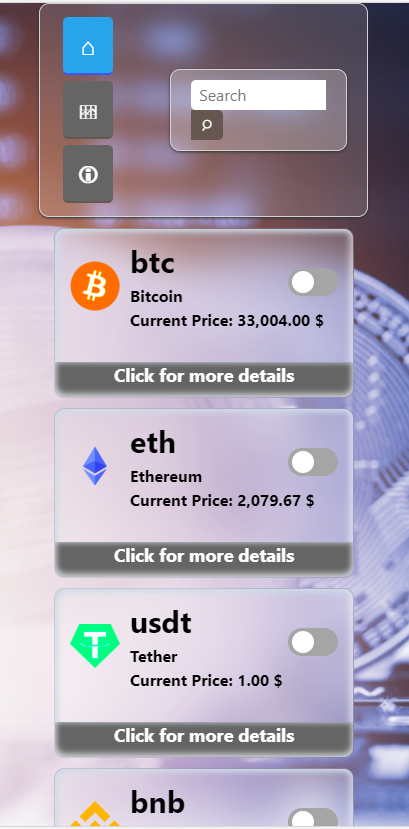 Search
btc
Bitcoin
Current Price: 33,004.00 $
Click for more details
eth
Ethereum
Current Price: 2,079.67 $
Click for more details
usdt
Tether
Current Price: 1.00 $
Click for more details
bnb